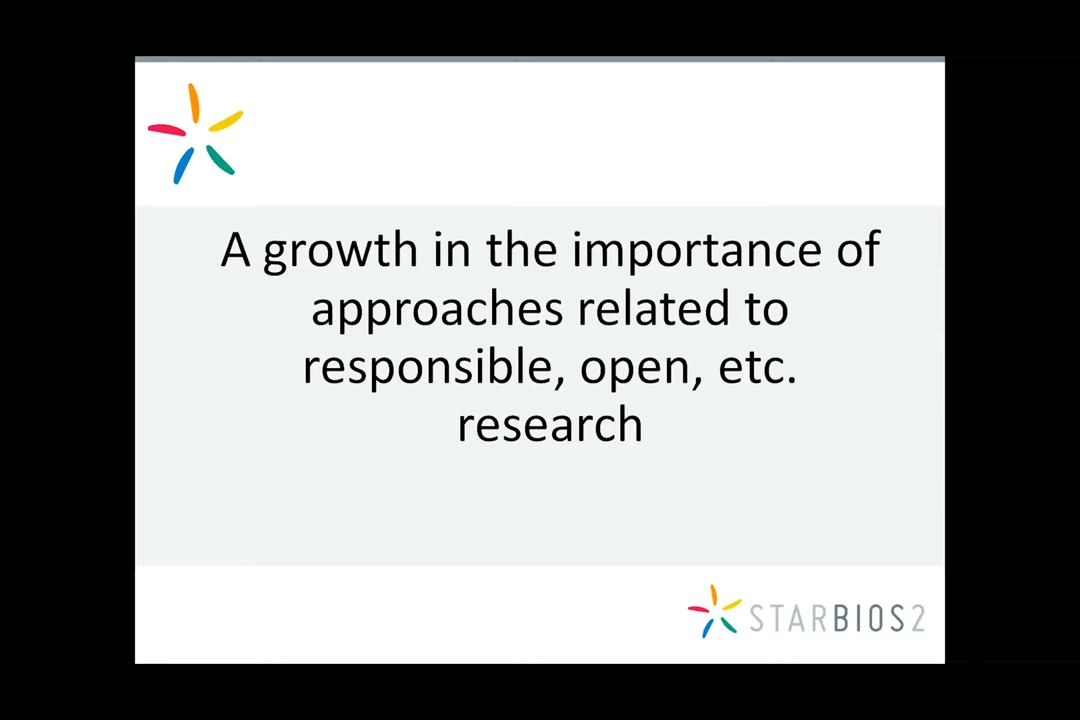 A growth in the importance of
approaches related to
responsible, open, etc.
research
STARBIOS2